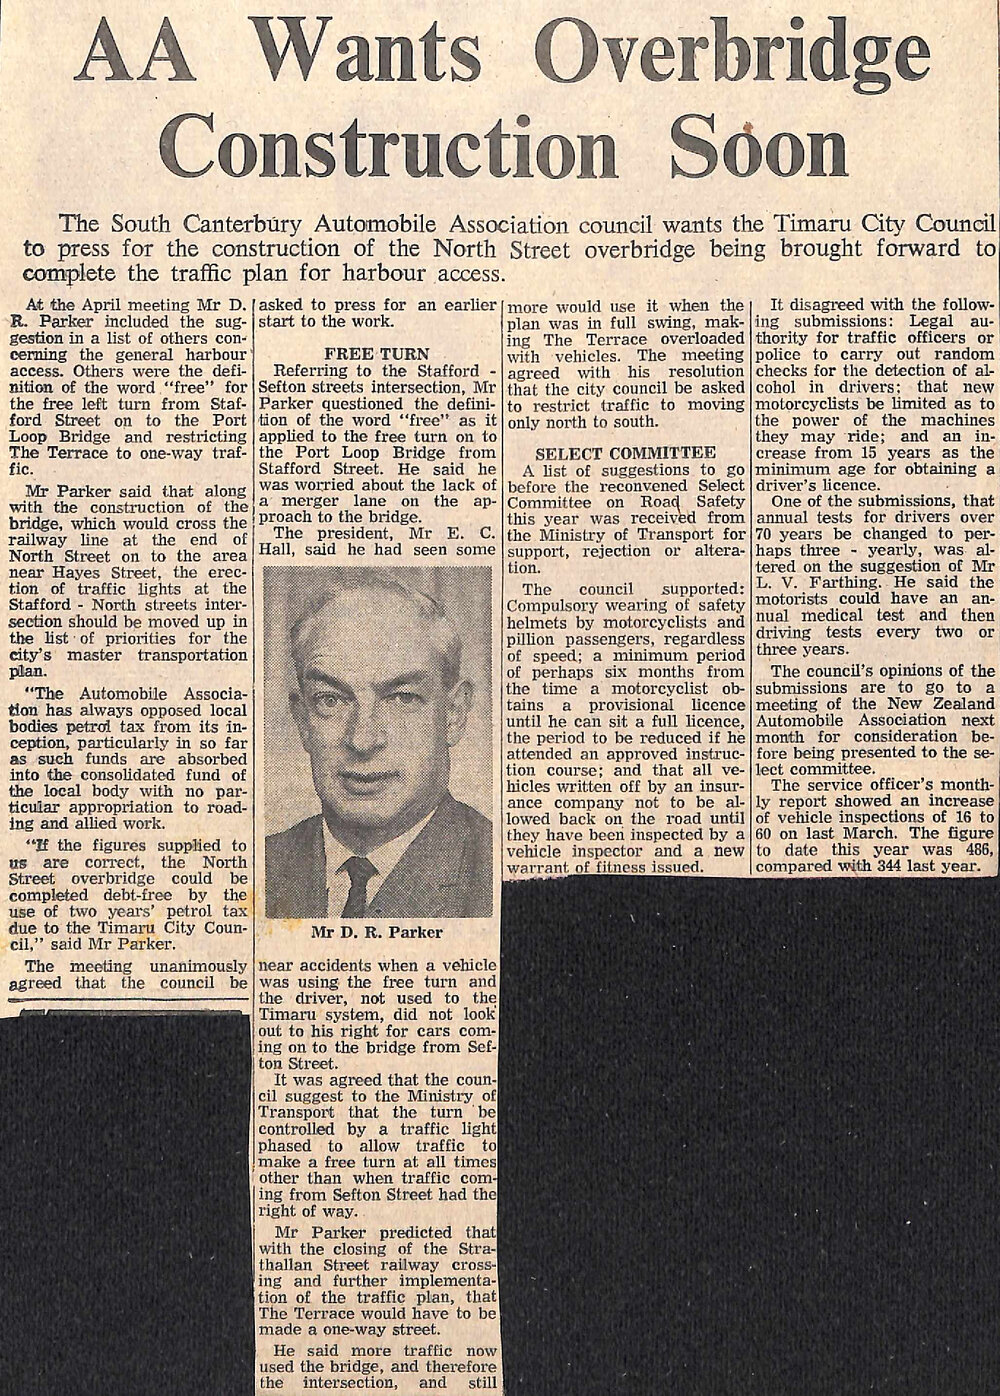 AA Wants Overbridge
Construction Soon
The South Canterbury Automobile Association council wants the Timaru City Council
to press for the construction of the North Street overbridge being brought forward to
complete the traffic plan for harbour access.
At the April meeting Mr D.
R. Parker included the sug-
gestion in a list of others con-
cerning the general harbour
access. Others were the defi-
nition of the word "free" for
the free left turn from Staf-
ford Street on to the Port
Loop Bridge and restricting
The Terrace to one-way traf-
fic.
Mr Parker said that along
with the construction of the
bridge, which would cross the
railway line at the end of
North Street on to the area
near Hayes Street, the erec-
tion of traffic lights at the
Stafford - North streets inter-
section should be moved up in
the list of priorities for the
city's master transportation
plan.
"The Automobile Associa-
tion has always opposed local
bodies petrol tax from its in-
ception, particularly in so far
as such funds are absorbed
into the consolidated fund of
the local body with no par-
ticular appropriation to road-
ing and allied work.
"If the figures supplied to
us are correct, the North
Street overbridge could be
completed debt-free by the
use of two years' petrol tax
due to the Timaru City Coun-
cil," said Mr Parker.
The meeting unanimously
agreed that the council be
asked to press for an earlier
start to the work.
FREE TURN
Referring to the Stafford -
Sefton streets intersection, Mr
Parker questioned the defini-
tion of the word "free" as it
applied to the free turn on to
the Port Loop Bridge from
Stafford Street. He said he
was worried about the lack of
a merger lane on the ap-
proach to the bridge.
The president, Mr E. C.
Hall, said he had seen some
Mr D. R. Parker
near accidents when a vehicle
was using the free turn and
the driver, not used to the
Timaru system, did not look
out to his right for cars com-
ing on to the bridge from Sef-
ton Street.
It was agreed that the coun-
cil suggest to the Ministry of
Transport that the turn be
controlled by a traffic light
phased to allow traffic to
make a free turn at all times
other than when traffic com-
ing from Sefton Street had the
right of way.
Mr Parker predicted that
with the closing of the Stra-
thallan Street railway cross-
ing and further implementa-
tion of the traffic plan, that
The Terrace would have to be
made a one-way street.
He said more traffic now
used the bridge, and therefore
the intersection, and still
more would use it when the
plan was in full swing, mak-
ing The Terrace overloaded
with vehicles. The meeting
agreed with his resolution
that the city council be asked
to restrict traffic to moving
only north to south.
SELECT COMMITTEE
A list of suggestions to go
before the reconvened Select
Committee on Road Safety
this year was received from
the Ministry of Transport for
support, rejection or altera-
tion.
The council supported:
Compulsory wearing of safety
helmets by motorcyclists and
pillion passengers, regardless
of speed; a minimum period
of perhaps six months from
the time a motorcyclist ob-
tains a provisional licence
until he can sit a full licence,
the period to be reduced if he
attended an approved instruc-
tion course; and that all ve-
hicles written off by an insur-
ance company not to be al-
lowed back on the road until
they have been inspected by a
vehicle inspector and a new
warrant of fitness issued.
It disagreed with the follow-
ing submissions: Legal au-
thority for traffic officers or
police to carry out random
checks for the detection of al-
cohol in drivers; that new
motorcyclists be limited as to
the power of the machines
they may ride; and an in-
crease from 15 years as the
minimum age for obtaining a
driver's licence.
One of the submissions, that
annual tests for drivers over
70 years be changed to per-
haps three - yearly, was al-
tered on the suggestion of Mr
L. V. Farthing. He said the
motorists could have an an-
nual medical test and then
driving tests every two or
three years.
The council's opinions of the
submissions are to go to a
meeting of the New Zealand
Automobile Association next
month for consideration be-
fore being presented to the se-
lect committee.
The service officer's month-
ly report showed an increase
of vehicle inspections of 16 to
60 on last March. The figure
to date this year was 486,
compared with 344 last year.